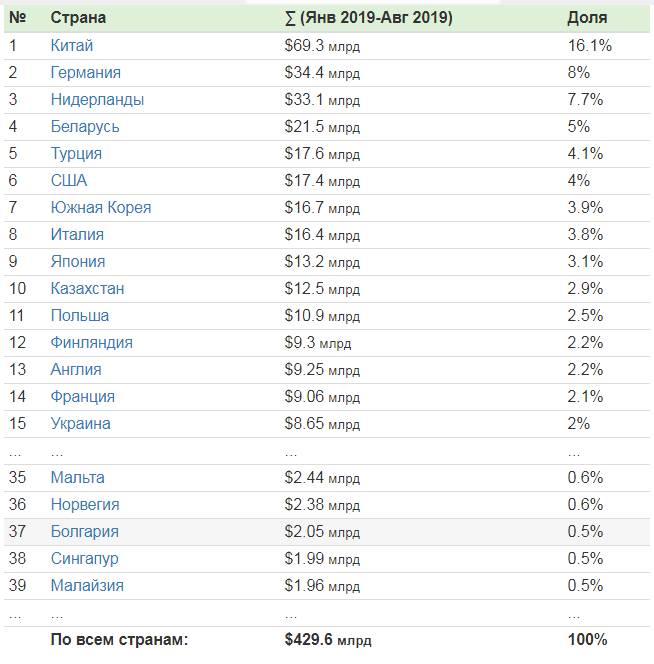 № Страна ∑ (Янв 2019-Авг 2019) Доля
1 Китай $69.3 млрд 16.1%
2 Германия $34.4 млрд 8%
3 Нидерланды $33.1 млрд 7.7%
4 Беларусь $21.5 млрд 5%
5 Турция $17.6 млрд 4.1%
6 США $17.4 млрд 4%
7 Южная Корея $16.7 млрд 3.9%
8 Италия $16.4 млрд 3.8%
9 Япония $13.2 млрд 3.1%
10 Казахстан $12.5 млрд 2.9%
11 Польша $10.9 млрд 2.5%
12 Финляндия $9.3 млрд 2.2%
13 Англия $9.25 млрд 2.2%
14 Франция $9.06 млрд 2.1%
15 Украина $8.65 млрд 2%
... ... ... ...
35 Мальта $2.44 млрд 0.6%
36 Норвегия $2.38 млрд 0.6%
37 Болгария $2.05 млрд 0.5%
38 Сингапур $1.99 млрд 0.5%
39 Малайзия $1.96 млрд 0.5%
... ... ... ...
По всем странам: $429.6 млрд 100%